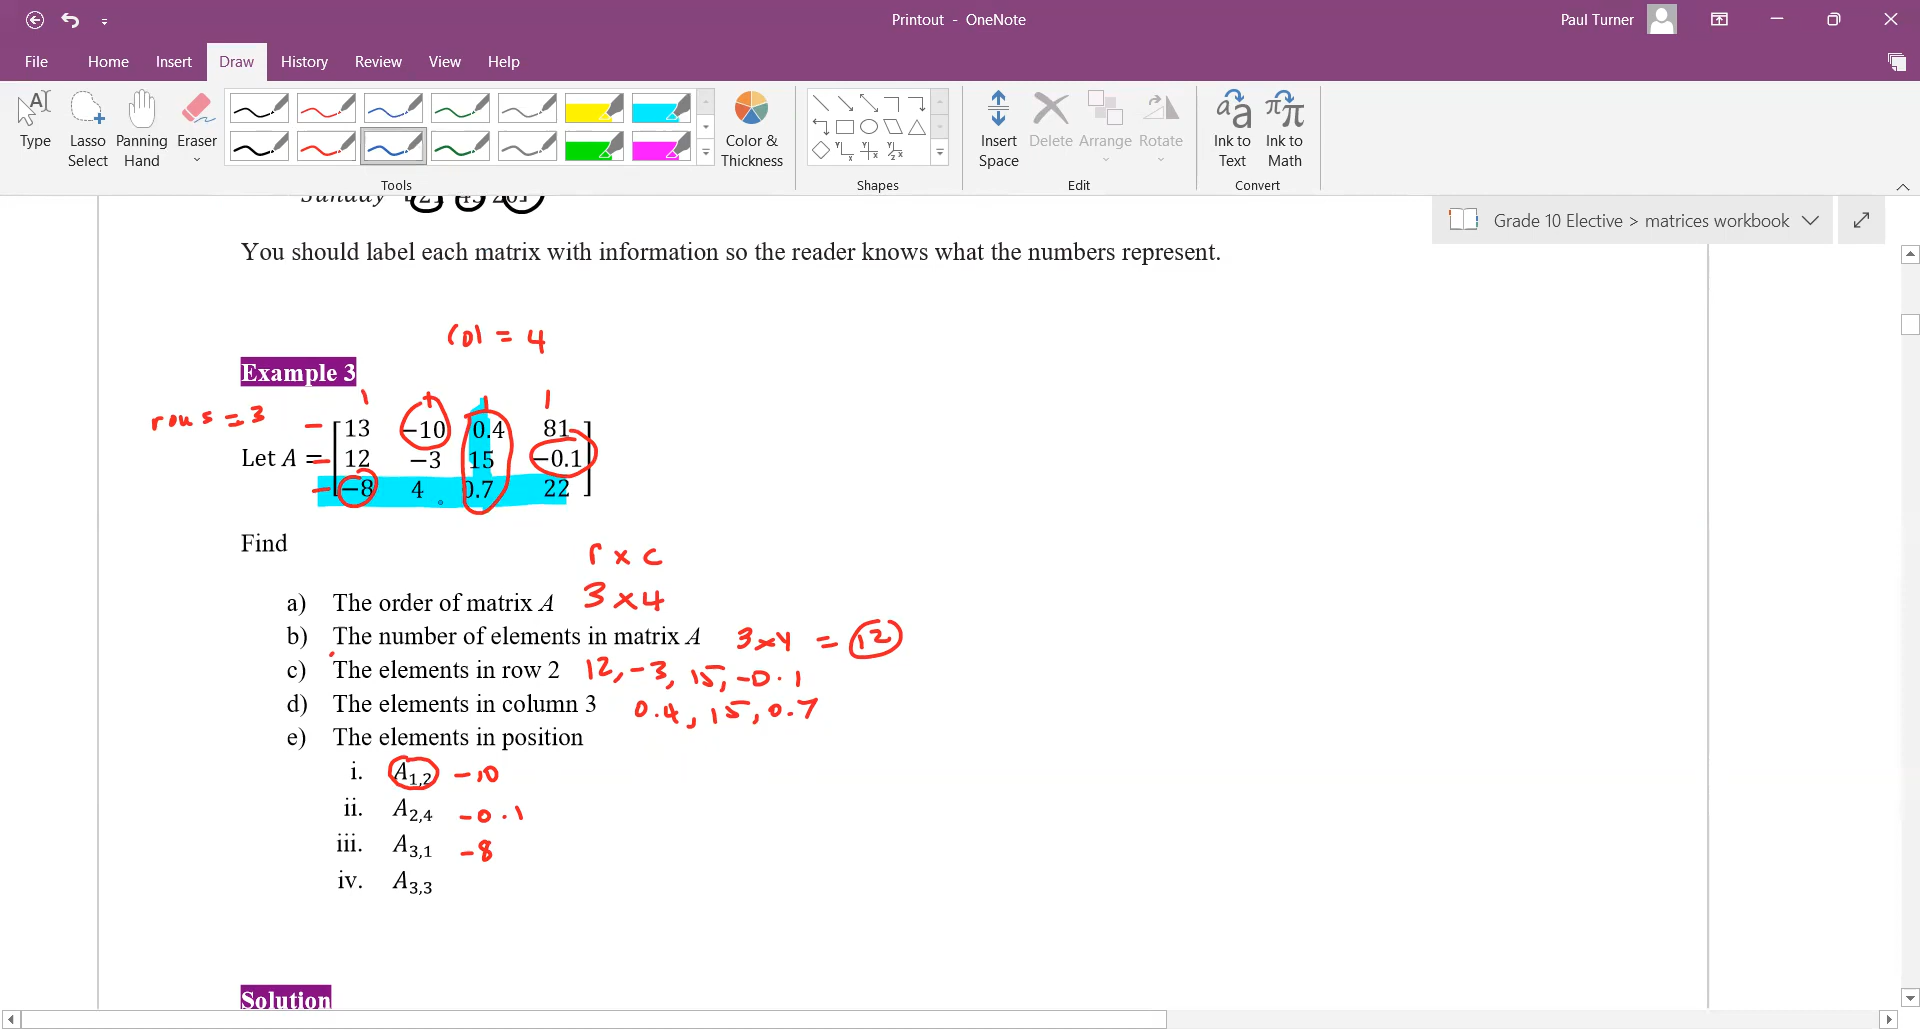 Printout - OneNote
Paul Turner
File Home Insert Draw History Review View Help
Type
Lasso Select
Panning Hand
Eraser
Color & Thickness
Insert Space
Delete
Arrange
Rotate
Ink to Text
Ink to Math
Tools
Shapes
Edit
Convert
Grade 10 Elective > matrices workbook
Sunday
You should label each matrix with information so the reader knows what the numbers represent.
col = 4
Example 3
rows = 3
13 −10 0.4 81
Let A = 12 −3 15 −0.1
−8 4 0.7 22
Find
r x c
a) The order of matrix A 3 x 4
b) The number of elements in matrix A 3x4 = 12
c) The elements in row 2 12, -3, 15, -0.1
d) The elements in column 3 0.4, 15, 0.7
e) The elements in position
i. A1,2 -10
ii. A2,4 -0.1
iii. A3,1 -8
iv. A3,3
Solution